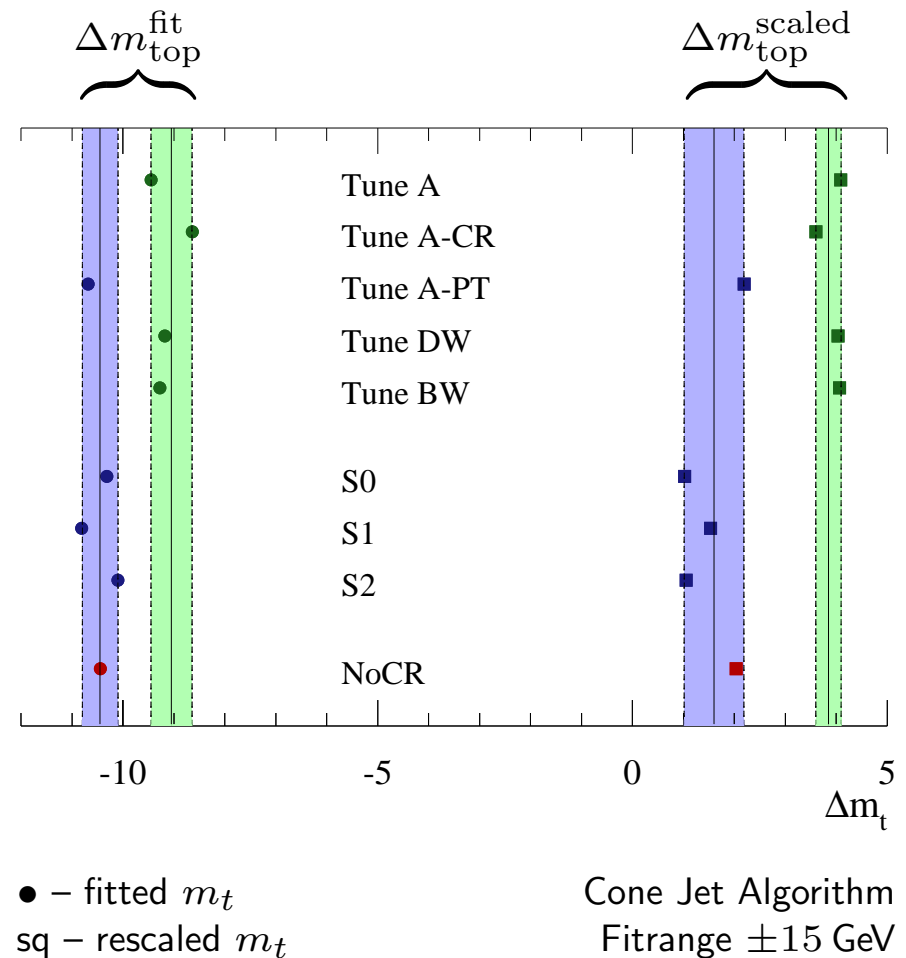 Δm_top^fit Δm_top^scaled
Tune A
Tune A-CR
Tune A-PT
Tune DW
Tune BW
S0
S1
S2
NoCR
-10 -5 0 5
Δm_t
● – fitted m_t Cone Jet Algorithm
sq – rescaled m_t Fitrange ±15 GeV